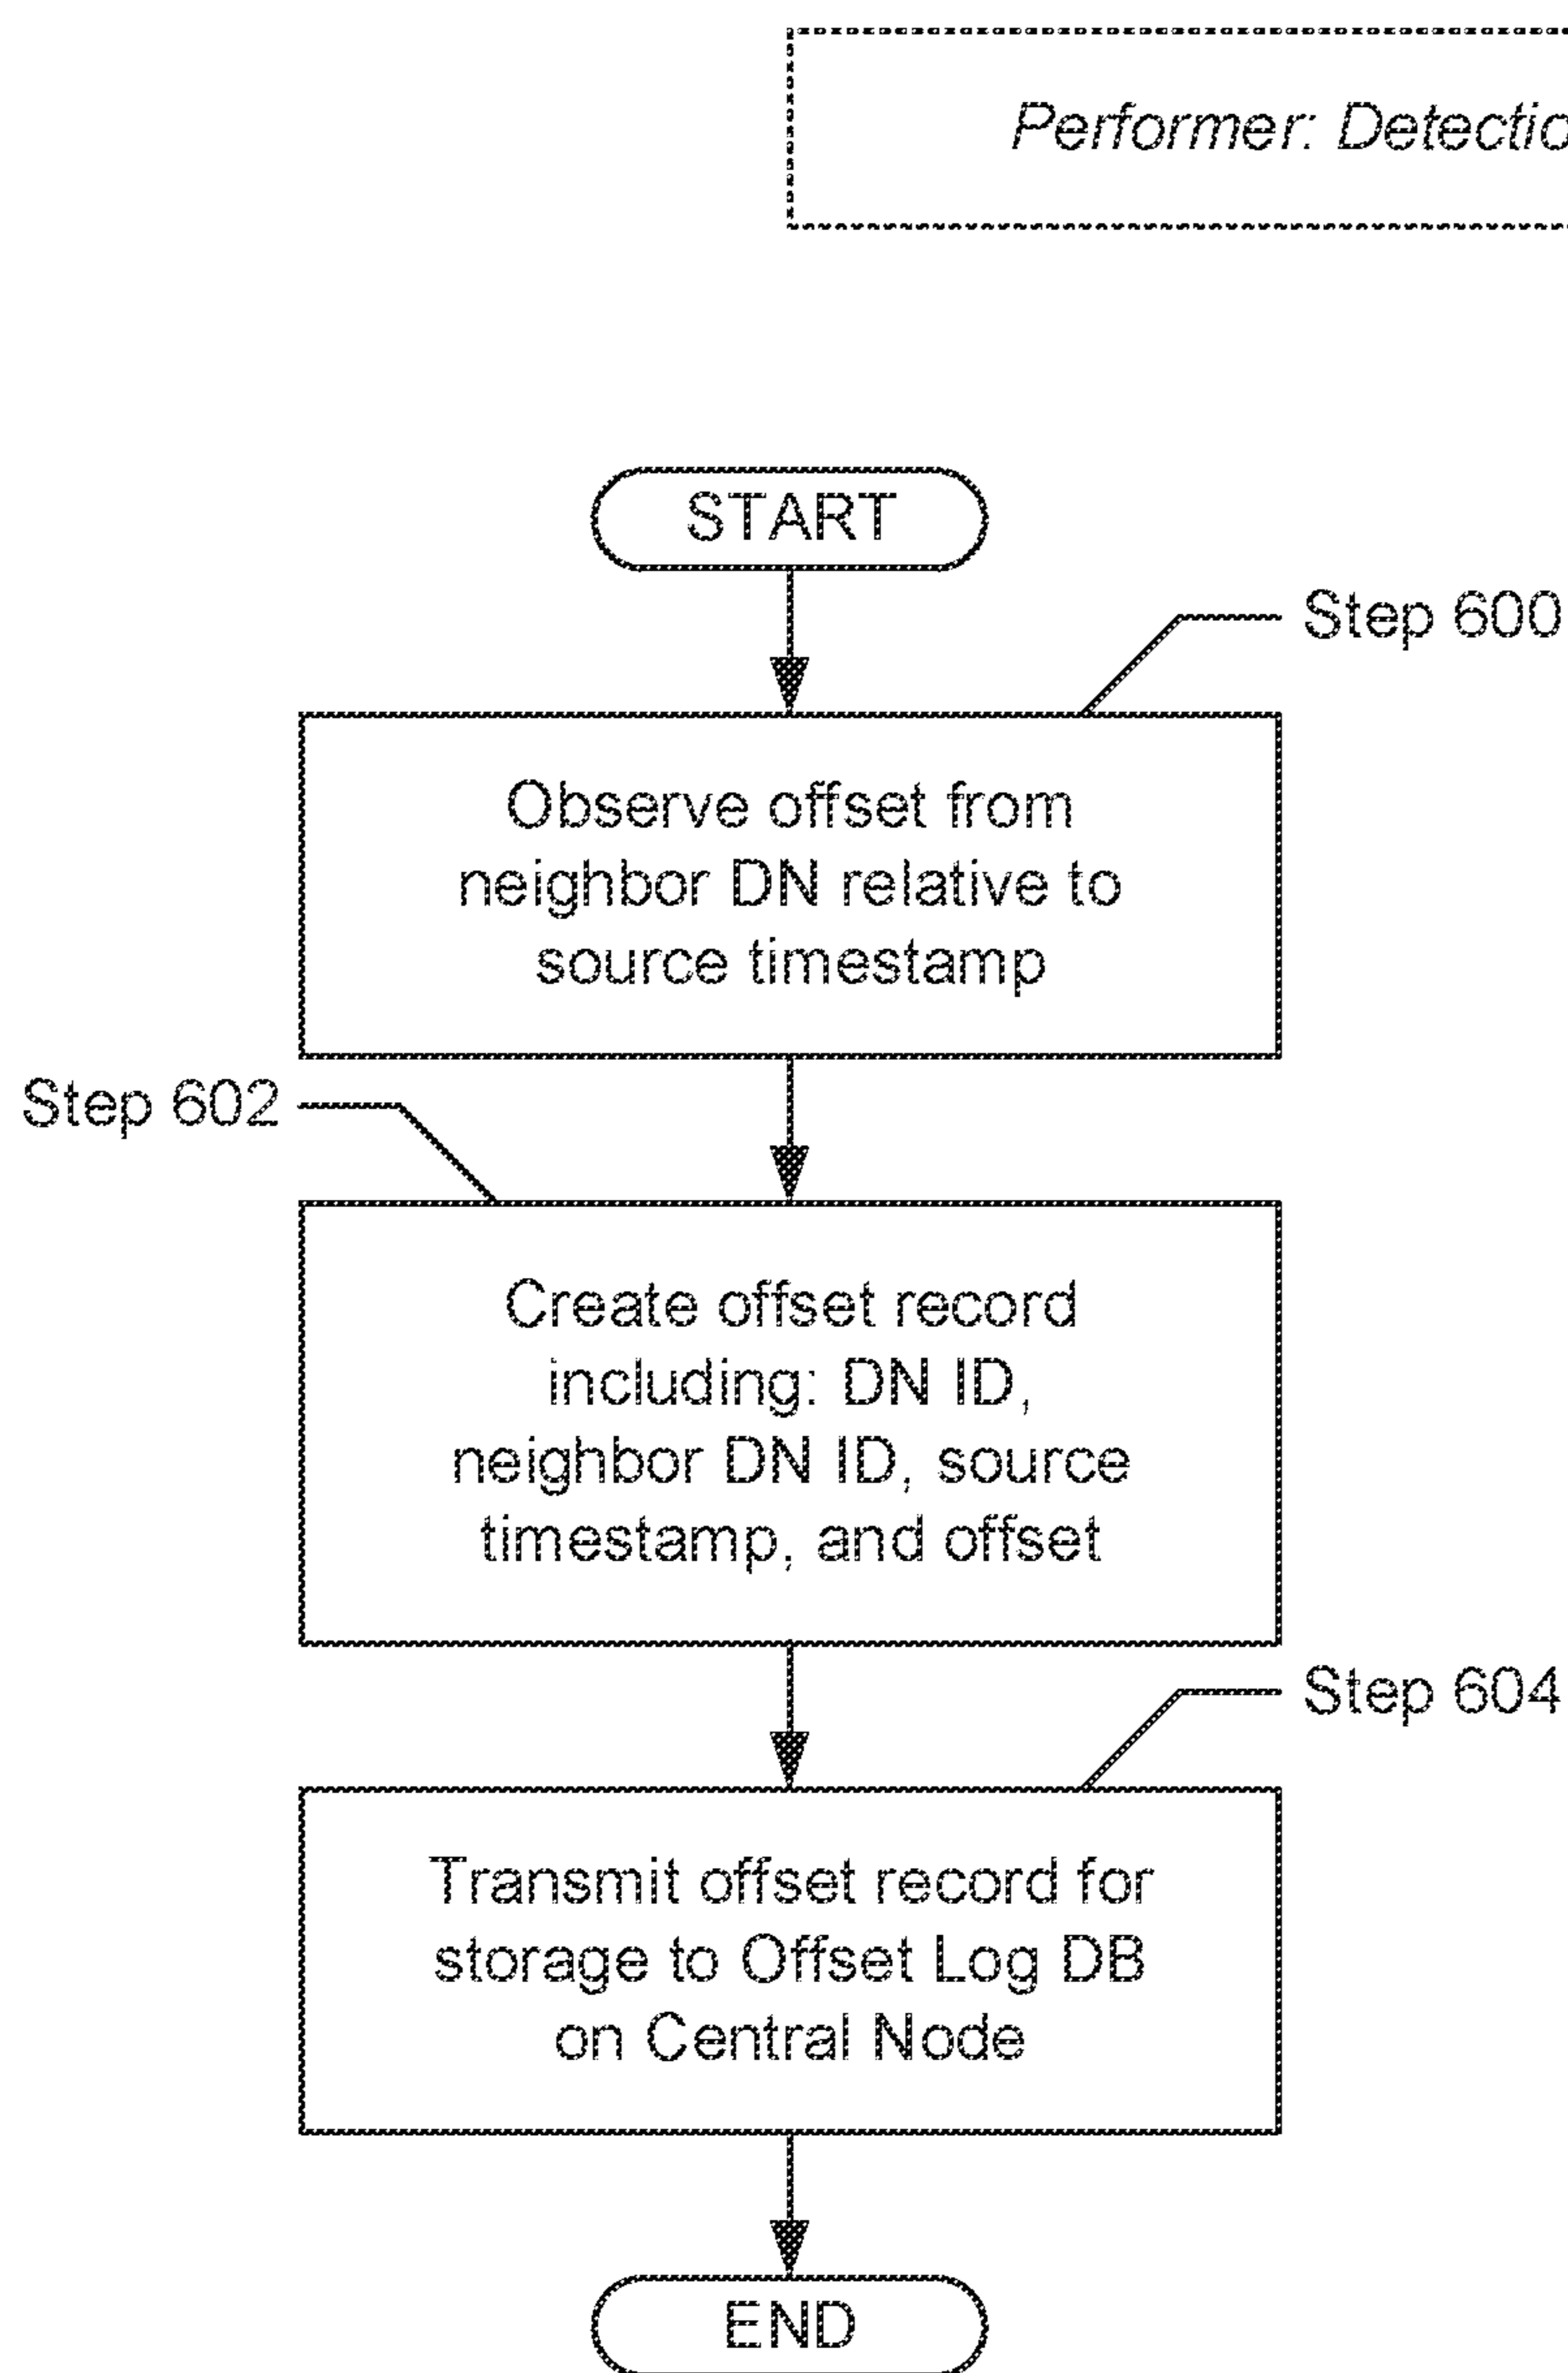 Performer: Detectio
START
Step 600
Observe offset from
neighbor DN relative to
source timestamp
Step 602
Create offset record
including: DN ID,
neighbor DN ID, source
timestamp, and offset
Step 604
Transmit offset record for
storage to Offset Log DB
on Central Node
END